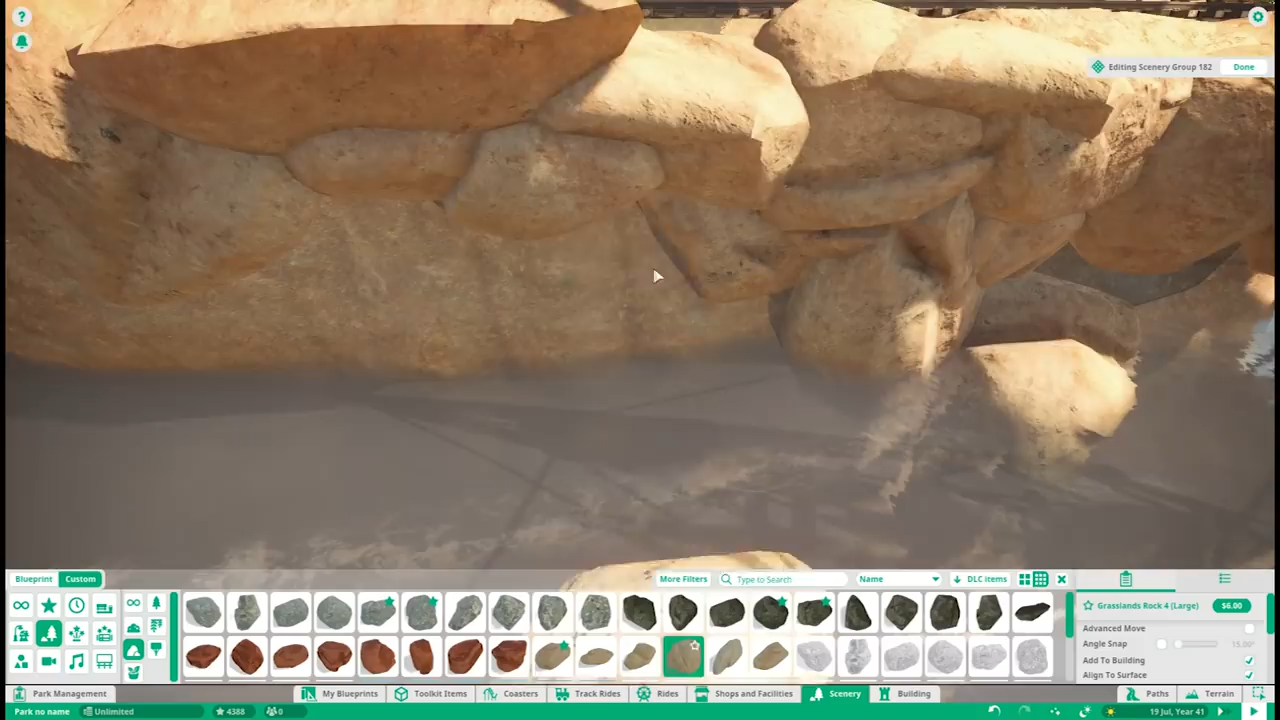 ?
Editing Scenery Group 182 Done
Blueprint Custom More Filters Type to Search Name DLC items
Grasslands Rock 4 (Large) $6.00
Advanced Move
Angle Snap 15.00°
Add To Building
Align To Surface
Park Management My Blueprints Toolkit Items Coasters Track Rides Rides Shops and Facilities Scenery Building Paths Terrain
Park no name Unlimited 4388 0 19 Jul, Year 41